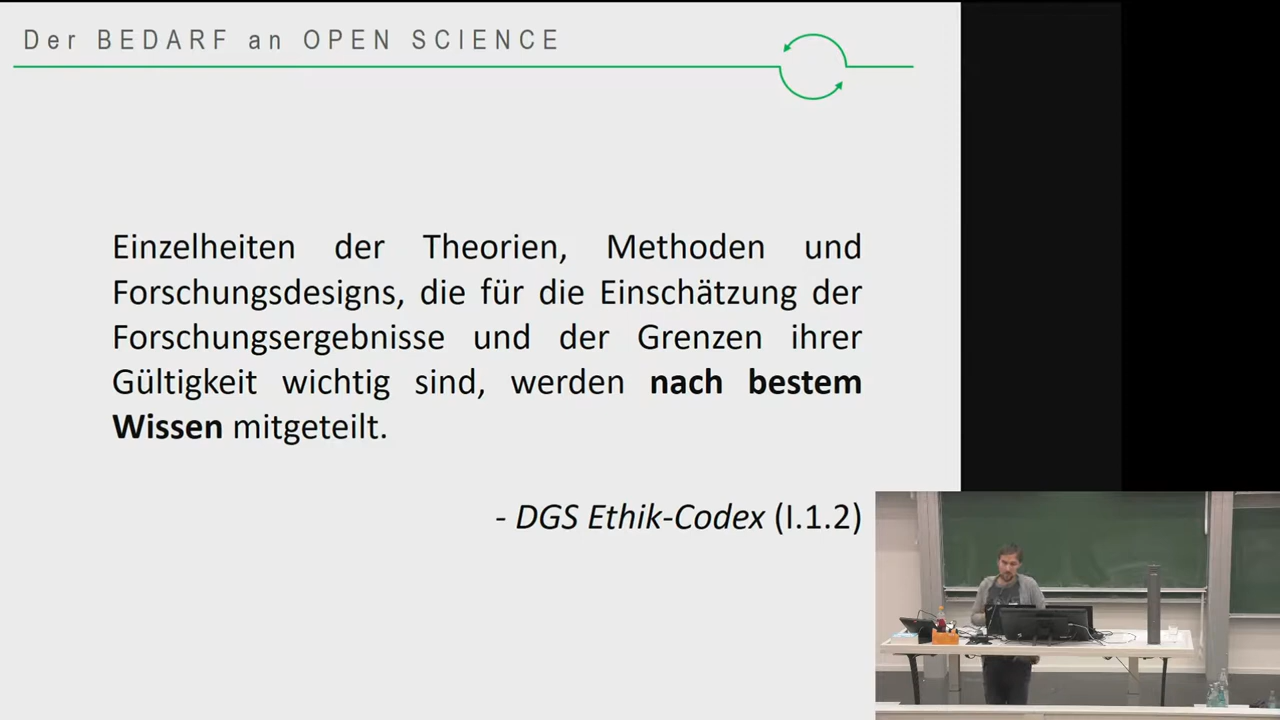 Der BEDARF an OPEN SCIENCE
Einzelheiten der Theorien, Methoden und
Forschungsdesigns, die für die Einschätzung der
Forschungsergebnisse und der Grenzen ihrer
Gültigkeit wichtig sind, werden nach bestem
Wissen mitgeteilt.
- DGS Ethik-Codex (I.1.2)